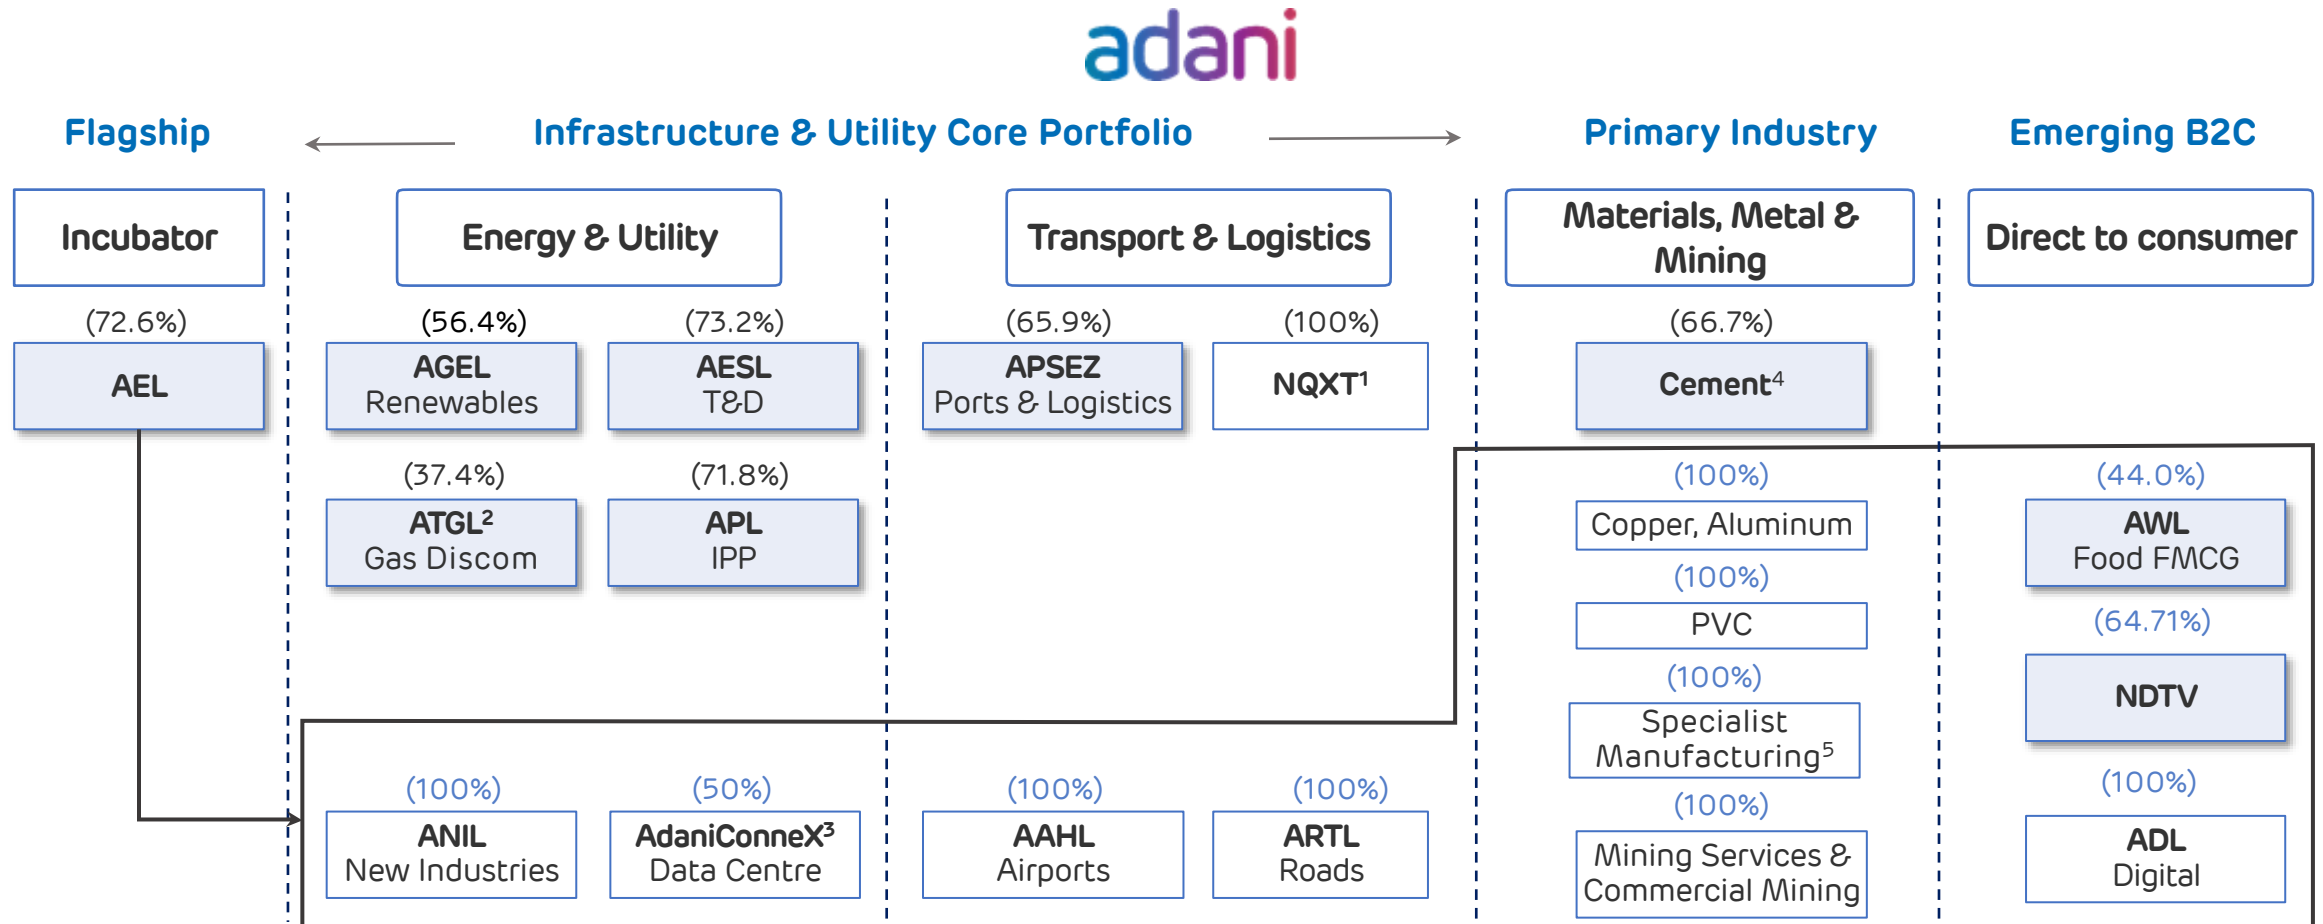 adani
Flagship
Infrastructure & Utility Core Portfolio
Primary Industry
Emerging B2C
Incubator
Energy & Utility
Transport & Logistics
Materials, Metal &
Mining
Direct to consumer
(72.6%)
(56.4%)
(73.2%)
(65.9%)
(100%)
(66.7%)
AEL
AGEL
Renewables
AESL
T&D
APSEZ
Ports & Logistics
NQXT¹
Cement⁴
(37.4%)
(71.8%)
(100%)
(44.0%)
ATGL²
Gas Discom
APL
IPP
Copper, Aluminum
AWL
Food FMCG
(100%)
PVC
(64.71%)
NDTV
(100%)
Specialist
Manufacturing⁵
(100%)
(50%)
(100%)
(100%)
(100%)
(100%)
ANIL
New Industries
AdaniConneX³
Data Centre
AAHL
Airports
ARTL
Roads
Mining Services &
Commercial Mining
ADL
Digital